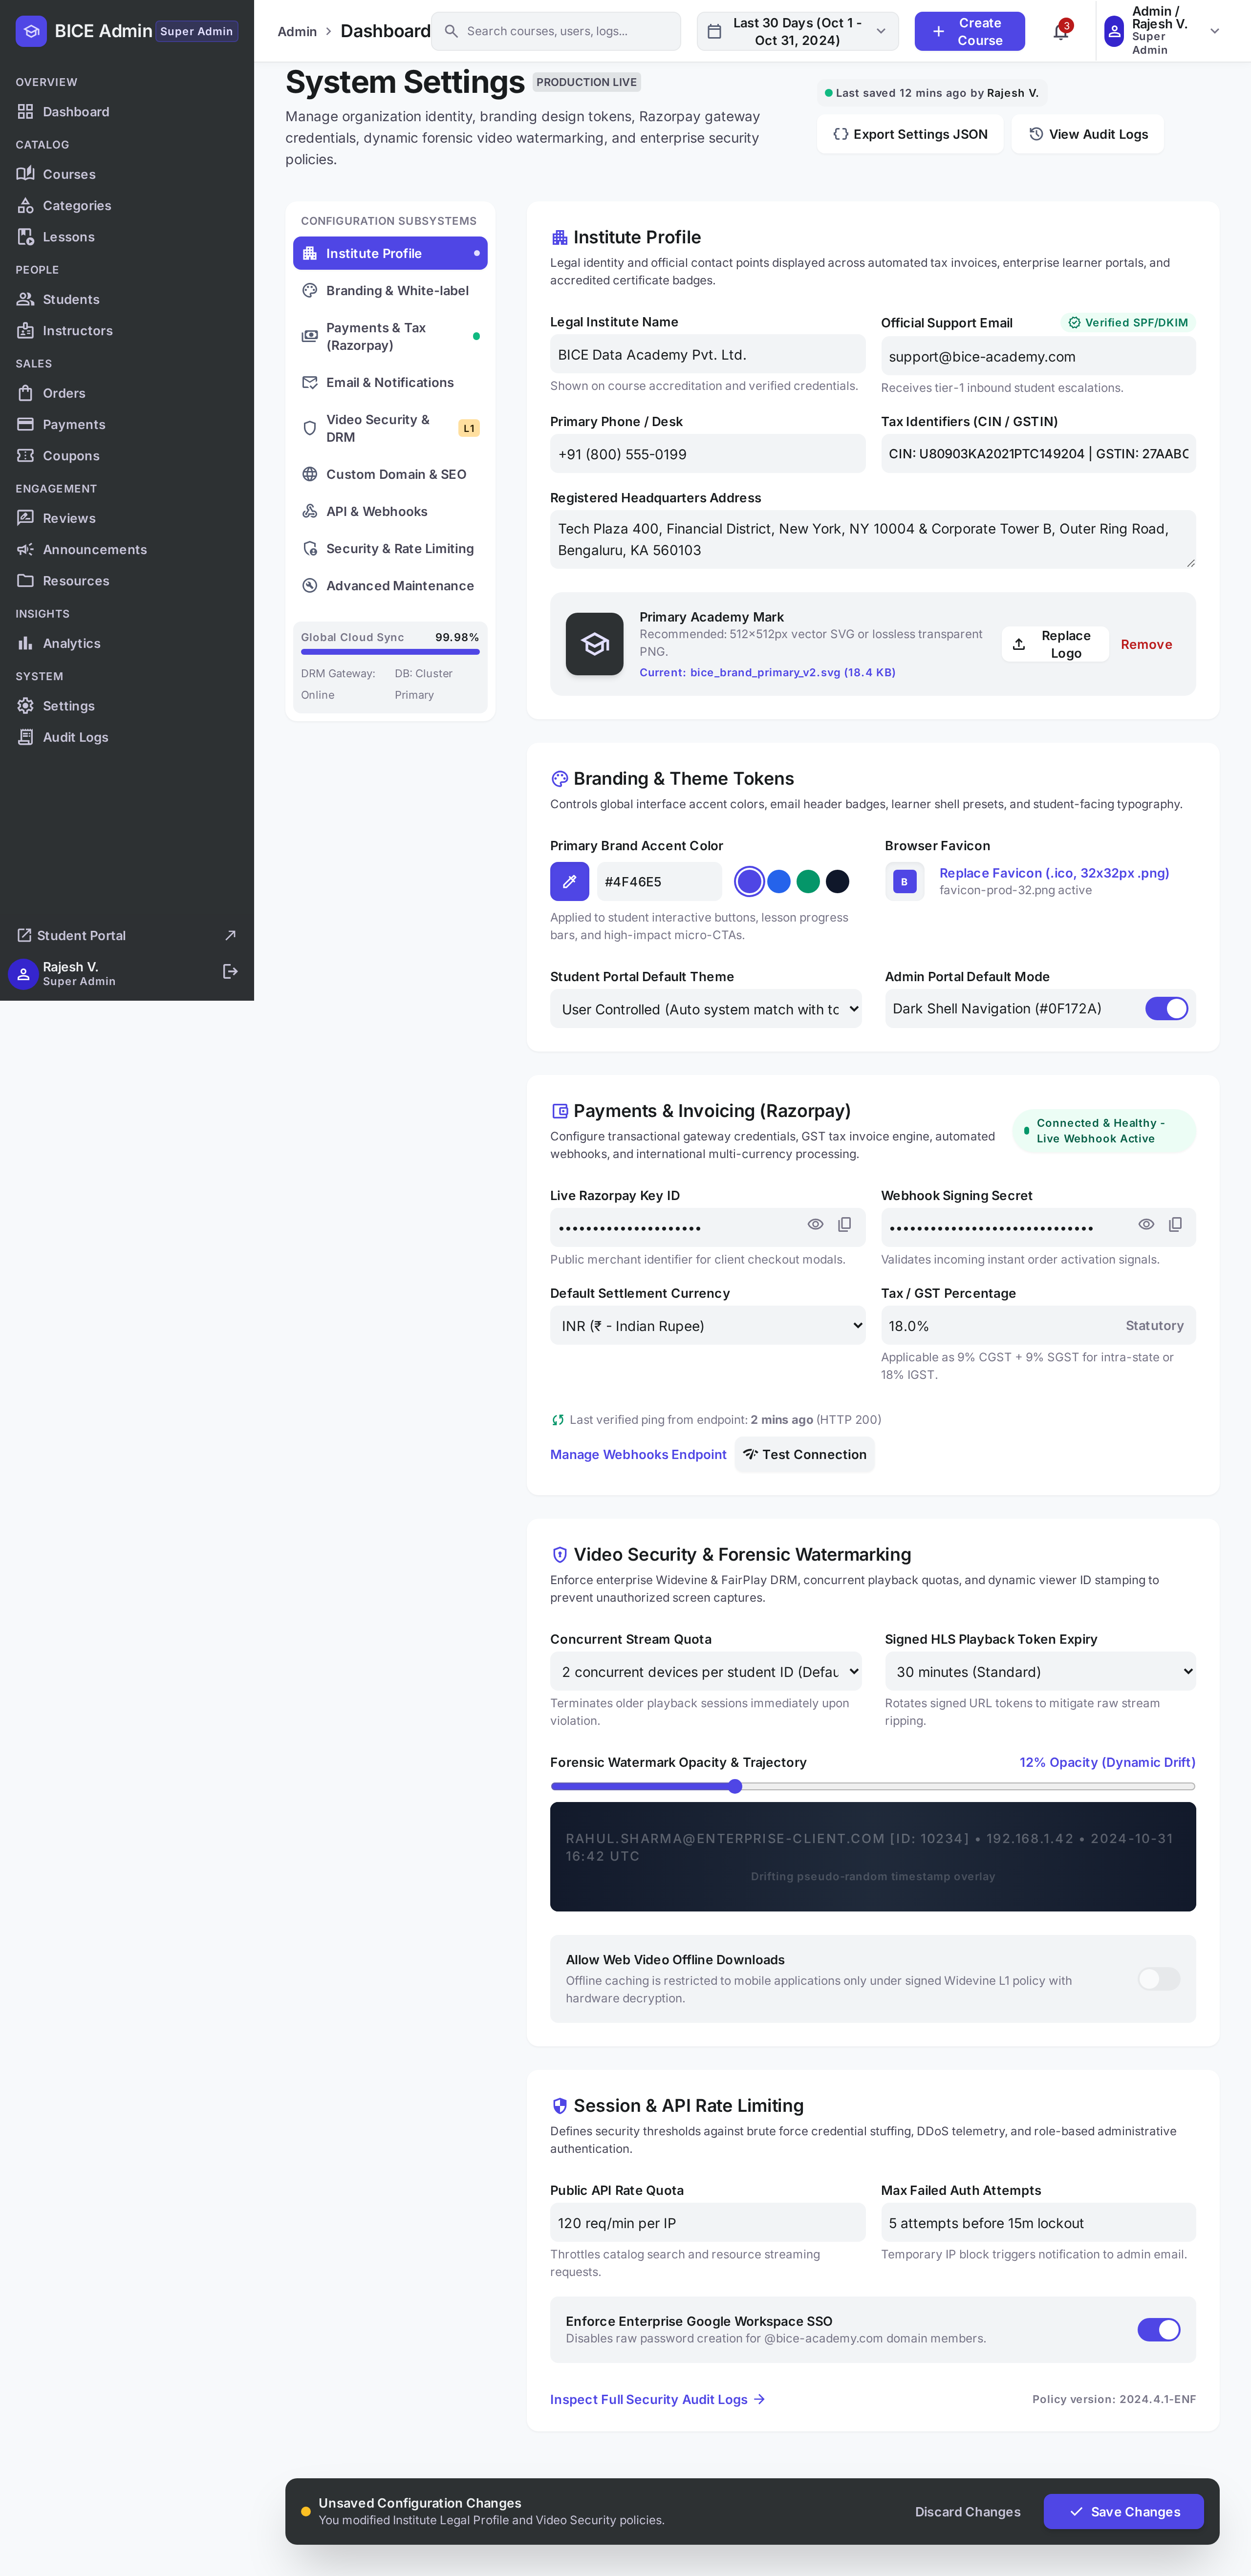 BICE Admin
Super Admin
OVERVIEW
Dashboard
CATALOG
Courses
Categories
Lessons
PEOPLE
Students
Instructors
SALES
Orders
Payments
Coupons
ENGAGEMENT
Reviews
Announcements
Resources
INSIGHTS
Analytics
SYSTEM
Settings
Audit Logs
Student Portal
Rajesh V.
Super Admin
Admin
Dashboard
Search courses, users, logs...
Last 30 Days (Oct 1 -
Oct 31, 2024)
Create
Course
3
Admin /
Rajesh V.
Super
Admin
System Settings
PRODUCTION LIVE
Manage organization identity, branding design tokens, Razorpay gateway
credentials, dynamic forensic video watermarking, and enterprise security
policies.
Last saved 12 mins ago by Rajesh V.
Export Settings JSON
View Audit Logs
CONFIGURATION SUBSYSTEMS
Institute Profile
Branding & White-label
Payments & Tax
(Razorpay)
Email & Notifications
Video Security &
DRM
L1
Custom Domain & SEO
API & Webhooks
Security & Rate Limiting
Advanced Maintenance
Global Cloud Sync
99.98%
DRM Gateway:
Online
DB: Cluster
Primary
Institute Profile
Legal identity and official contact points displayed across automated tax invoices, enterprise learner portals, and
accredited certificate badges.
Legal Institute Name
BICE Data Academy Pvt. Ltd.
Shown on course accreditation and verified credentials.
Official Support Email
Verified SPF/DKIM
support@bice-academy.com
Receives tier-1 inbound student escalations.
Primary Phone / Desk
+91 (800) 555-0199
Tax Identifiers (CIN / GSTIN)
CIN: U80903KA2021PTC149204 | GSTIN: 27AABC
Registered Headquarters Address
Tech Plaza 400, Financial District, New York, NY 10004 & Corporate Tower B, Outer Ring Road,
Bengaluru, KA 560103
Primary Academy Mark
Recommended: 512×512px vector SVG or lossless transparent
PNG.
Current: bice_brand_primary_v2.svg (18.4 KB)
Replace
Logo
Remove
Branding & Theme Tokens
Controls global interface accent colors, email header badges, learner shell presets, and student-facing typography.
Primary Brand Accent Color
#4F46E5
Applied to student interactive buttons, lesson progress
bars, and high-impact micro-CTAs.
Browser Favicon
B
Replace Favicon (.ico, 32x32px .png)
favicon-prod-32.png active
Student Portal Default Theme
User Controlled (Auto system match with to
Admin Portal Default Mode
Dark Shell Navigation (#0F172A)
Payments & Invoicing (Razorpay)
Configure transactional gateway credentials, GST tax invoice engine, automated
webhooks, and international multi-currency processing.
Connected & Healthy -
Live Webhook Active
Live Razorpay Key ID
•••••••••••••••••••••
Public merchant identifier for client checkout modals.
Webhook Signing Secret
••••••••••••••••••••••••••••••
Validates incoming instant order activation signals.
Default Settlement Currency
INR (₹ - Indian Rupee)
Tax / GST Percentage
18.0%
Statutory
Applicable as 9% CGST + 9% SGST for intra-state or
18% IGST.
Last verified ping from endpoint: 2 mins ago (HTTP 200)
Manage Webhooks Endpoint
Test Connection
Video Security & Forensic Watermarking
Enforce enterprise Widevine & FairPlay DRM, concurrent playback quotas, and dynamic viewer ID stamping to
prevent unauthorized screen captures.
Concurrent Stream Quota
2 concurrent devices per student ID (Defau
Terminates older playback sessions immediately upon
violation.
Signed HLS Playback Token Expiry
30 minutes (Standard)
Rotates signed URL tokens to mitigate raw stream
ripping.
Forensic Watermark Opacity & Trajectory
12% Opacity (Dynamic Drift)
RAHUL.SHARMA@ENTERPRISE-CLIENT.COM [ID: 10234] • 192.168.1.42 • 2024-10-31
16:42 UTC
Drifting pseudo-random timestamp overlay
Allow Web Video Offline Downloads
Offline caching is restricted to mobile applications only under signed Widevine L1 policy with
hardware decryption.
Session & API Rate Limiting
Defines security thresholds against brute force credential stuffing, DDoS telemetry, and role-based administrative
authentication.
Public API Rate Quota
120 req/min per IP
Throttles catalog search and resource streaming
requests.
Max Failed Auth Attempts
5 attempts before 15m lockout
Temporary IP block triggers notification to admin email.
Enforce Enterprise Google Workspace SSO
Disables raw password creation for @bice-academy.com domain members.
Inspect Full Security Audit Logs
Policy version: 2024.4.1-ENF
Unsaved Configuration Changes
You modified Institute Legal Profile and Video Security policies.
Discard Changes
Save Changes